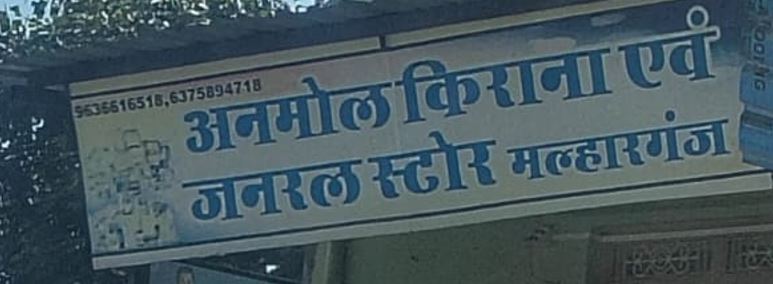 9636616518,6375894718
अनमोल किराना एवं
जनरल स्टोर मल्हारगंज